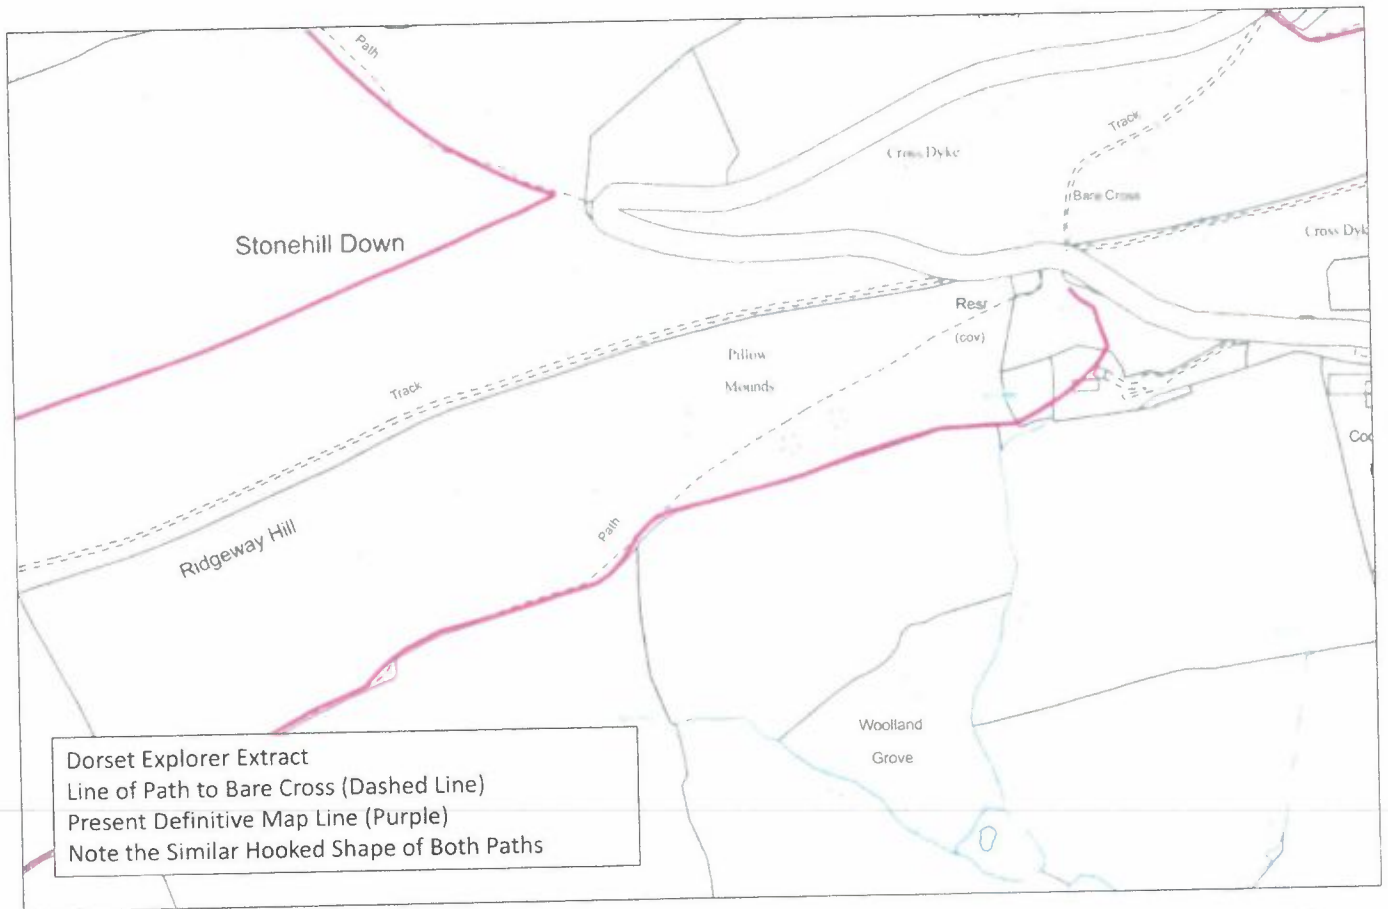 Path
Track
Cross Dyke
Bare Cross
Cross Dyk
Stonehill Down
Resr
(cov)
Pillow
Mounds
Track
Coo
Path
Ridgeway Hill
Woolland
Grove
Dorset Explorer Extract
Line of Path to Bare Cross (Dashed Line)
Present Definitive Map Line (Purple)
Note the Similar Hooked Shape of Both Paths